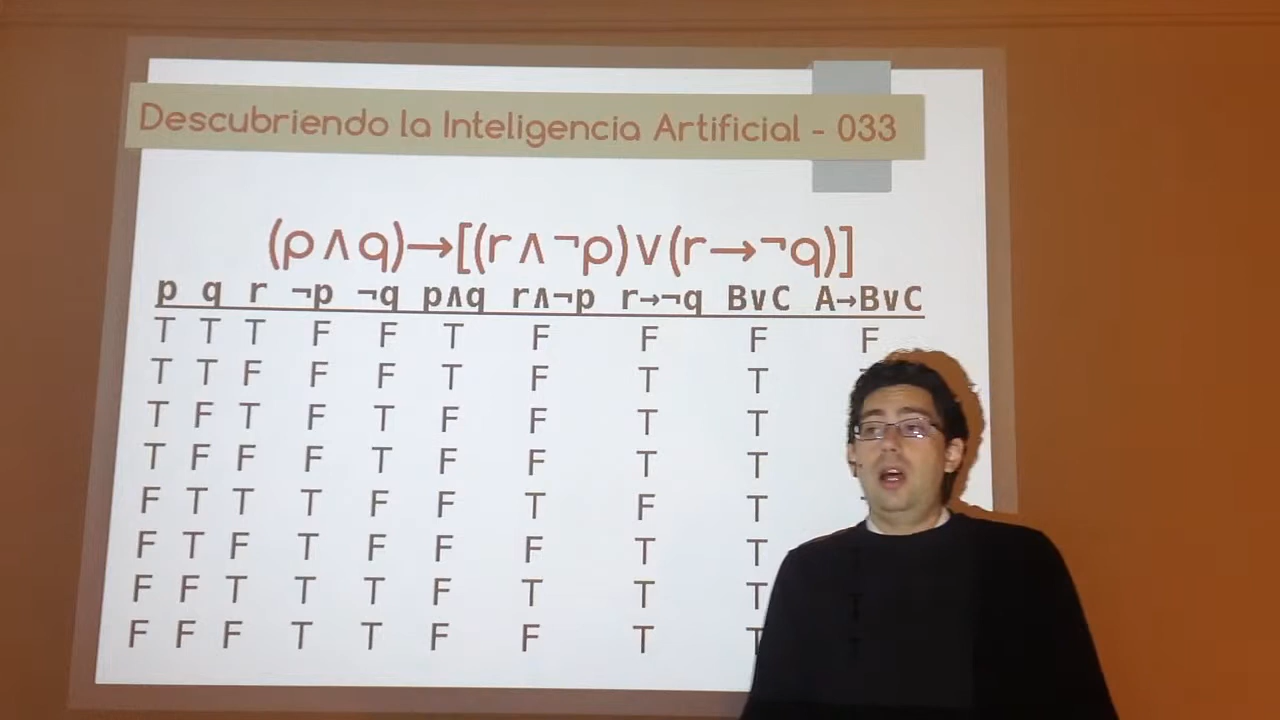 Descubriendo la Inteligencia Artificial - 033
(p∧q)→[(r∧¬p)∨(r→¬q)]
p q r ¬p ¬q p∧q r∧¬p r→¬q B∨C A→B∨C
T T T F F T F F F F
T T F F F T F T T
T F T F T F F T T
T F F F T F F T T
F T T T F F T F T
F T F T F F F T T
F F T T T F T T T
F F F T T F F T T